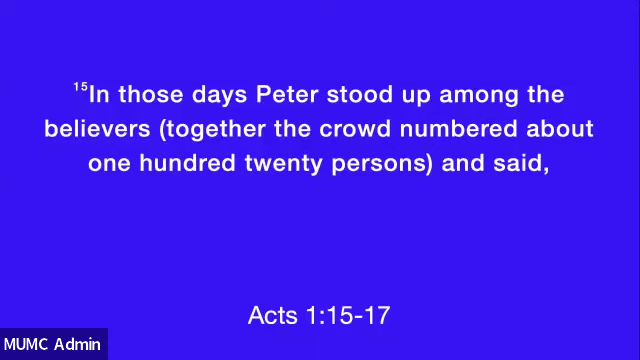 ¹⁵In those days Peter stood up among the
believers (together the crowd numbered about
one hundred twenty persons) and said,
Acts 1:15-17
MUMC Admin